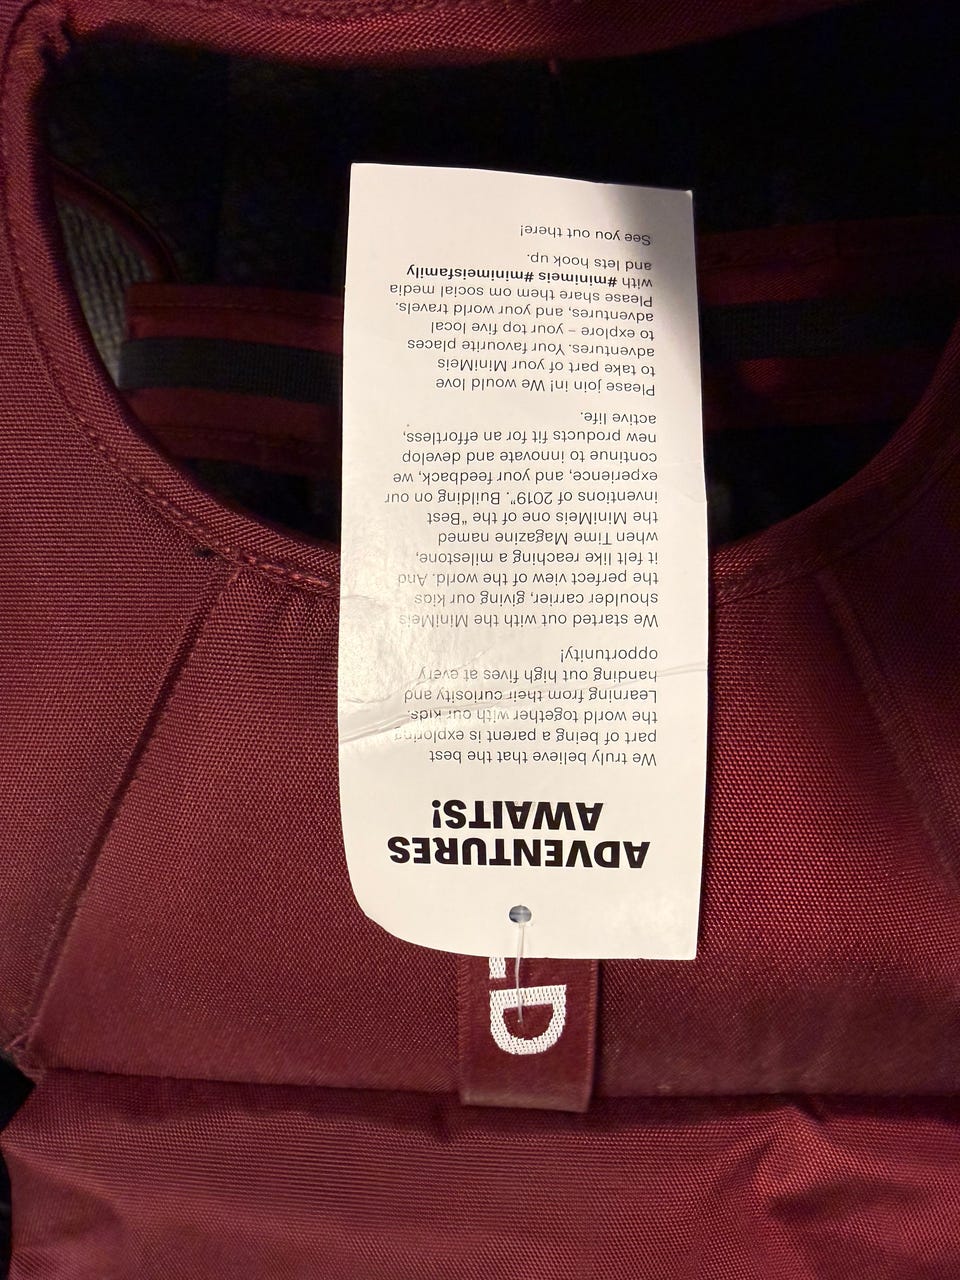 ADVENTURES
AWAITS!
We truly believe that the best
part of being a parent is exploring
the world together with our kids.
Learning from their curiosity and
handing out high fives at every
opportunity!
We started out with the MiniMeis
shoulder carrier, giving our kids
the perfect view of the world. And
it felt like reaching a milestone,
when Time Magazine named
the MiniMeis one of the "Best
inventions of 2019". Building on our
experience, and your feedback, we
continue to innovate and develop
new products fit for an effortless,
active life.
Please join in! We would love
to take part of your MiniMeis
adventures. Your favourite places
to explore – your top five local
adventures, and your world travels.
Please share them om social media
with #minimeis #minimeisfamily
and lets hook up.
See you out there!
D